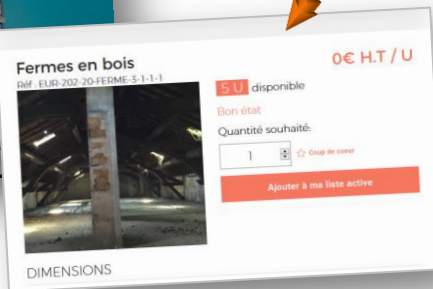 Fermes en bois
Réf : EUR-202-20-FERME-3-1-1-1
0€ H.T / U
5 U disponible
Bon état
Quantité souhaité:
1
Coup de coeur
Ajouter à ma liste active
DIMENSIONS